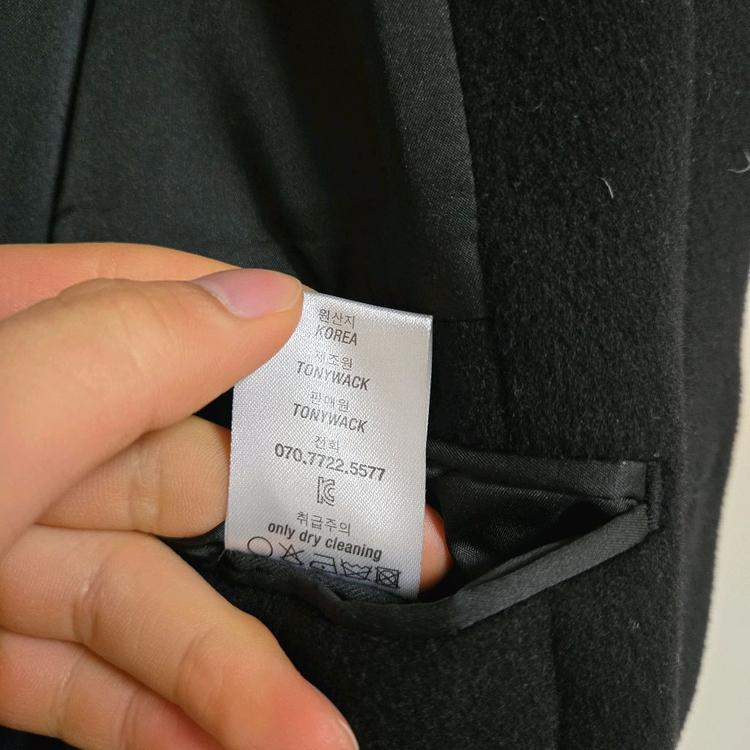 원산지
KOREA
제조원
TONYWACK
판매원
TONYWACK
전화
070.7722.5577
취급주의
only dry cleaning